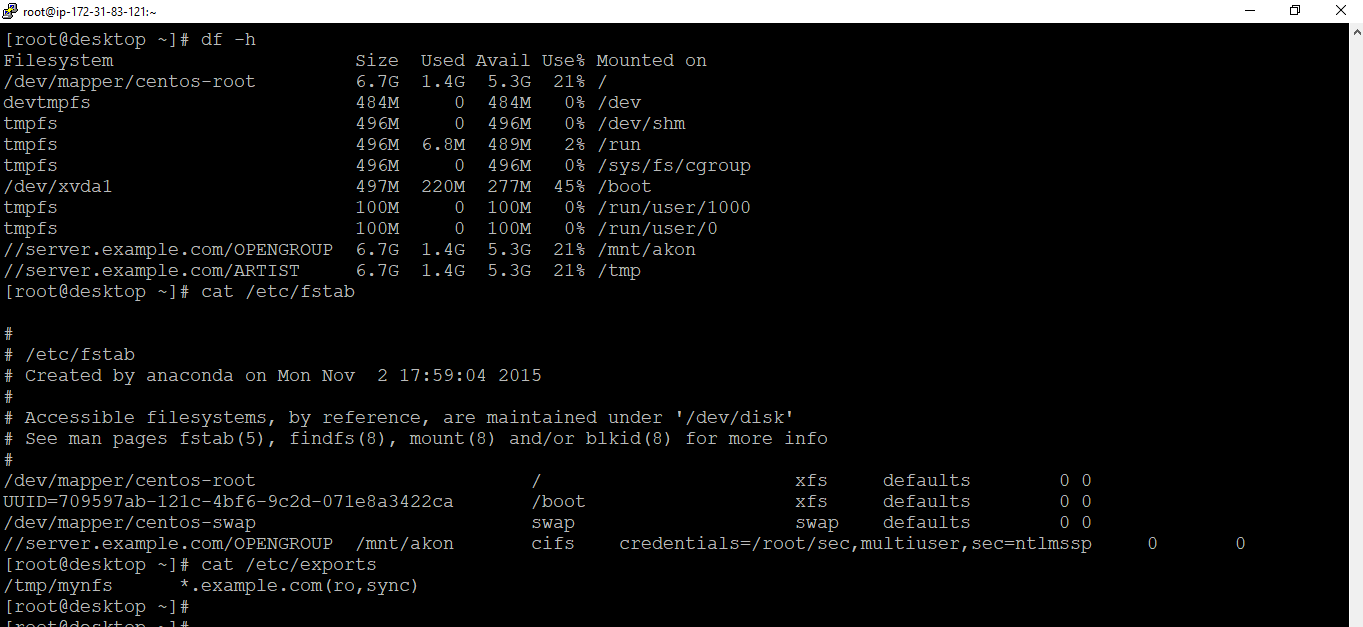 root@ip-172-31-83-121:~
[root@desktop ~]# df -h
Filesystem                      Size  Used Avail Use% Mounted on
/dev/mapper/centos-root         6.7G  1.4G  5.3G  21% /
devtmpfs                        484M     0  484M   0% /dev
tmpfs                           496M     0  496M   0% /dev/shm
tmpfs                           496M  6.8M  489M   2% /run
tmpfs                           496M     0  496M   0% /sys/fs/cgroup
/dev/xvda1                      497M  220M  277M  45% /boot
tmpfs                           100M     0  100M   0% /run/user/1000
tmpfs                           100M     0  100M   0% /run/user/0
//server.example.com/OPENGROUP  6.7G  1.4G  5.3G  21% /mnt/akon
//server.example.com/ARTIST     6.7G  1.4G  5.3G  21% /tmp
[root@desktop ~]# cat /etc/fstab
#
# /etc/fstab
# Created by anaconda on Mon Nov  2 17:59:04 2015
#
# Accessible filesystems, by reference, are maintained under '/dev/disk'
# See man pages fstab(5), findfs(8), mount(8) and/or blkid(8) for more info
#
/dev/mapper/centos-root                         /                       xfs     defaults        0 0
UUID=709597ab-121c-4bf6-9c2d-071e8a3422ca       /boot                   xfs     defaults        0 0
/dev/mapper/centos-swap                         swap                    swap    defaults        0 0
//server.example.com/OPENGROUP  /mnt/akon       cifs    credentials=/root/sec,multiuser,sec=ntlmssp     0       0
[root@desktop ~]# cat /etc/exports
/tmp/mynfs      *.example.com(ro,sync)
[root@desktop ~]#
[root@desktop ~]#